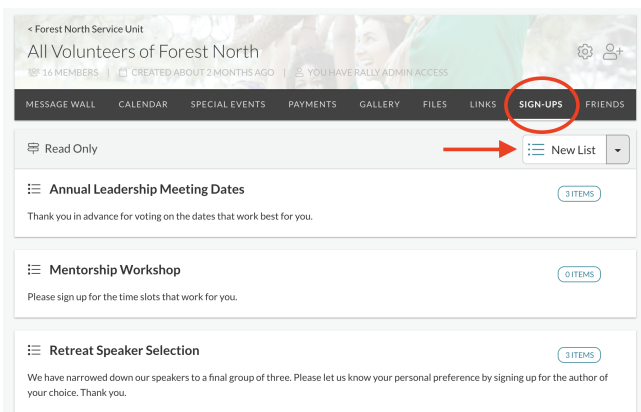 < Forest North Service Unit
All Volunteers of Forest North
16 MEMBERS | CREATED ABOUT 2 MONTHS AGO | YOU HAVE RALLY ADMIN ACCESS
MESSAGE WALL CALENDAR SPECIAL EVENTS PAYMENTS GALLERY FILES LINKS SIGN-UPS FRIENDS
Read Only New List
Annual Leadership Meeting Dates 3 ITEMS
Thank you in advance for voting on the dates that work best for you.
Mentorship Workshop 0 ITEMS
Please sign up for the time slots that work for you.
Retreat Speaker Selection 3 ITEMS
We have narrowed down our speakers to a final group of three. Please let us know your personal preference by signing up for the author of
your choice. Thank you.